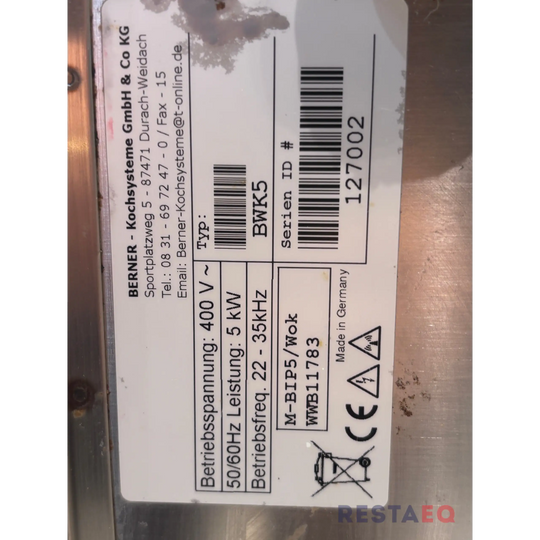 BERNER - Kochsysteme GmbH & Co KG
Sportplatzweg 5 - 87471 Durach-Weidach
Tel.: 08 31 - 69 72 47 - 0 / Fax - 15
Email: Berner-Kochsysteme@t-online.de
Betriebsspannung: 400 V ~
50/60Hz Leistung: 5 kW
Betriebsfreq. 22 - 35kHz
Typ:
BWK5
Serien ID #
127002
M-BIP5/Wok
WWB11783
Made in Germany
CE
RESTAEQ